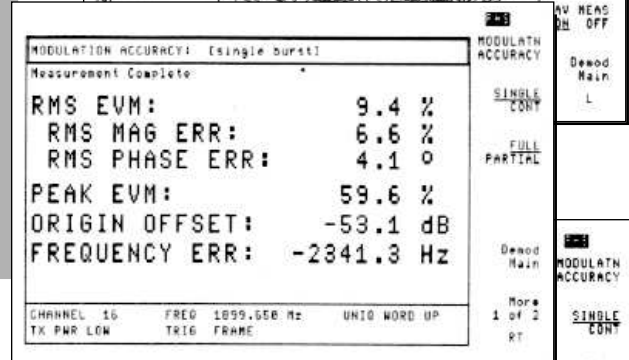 MODULATION ACCURACY: [single burst]
Measurement Complete
RMS EVM: 9.4 %
RMS MAG ERR: 6.6 %
RMS PHASE ERR: 4.1 °
PEAK EVM: 59.6 %
ORIGIN OFFSET: -53.1 dB
FREQUENCY ERR: -2341.3 Hz
CHANNEL 16 FREQ 1899.650 Mz UNIQ WORD UP
TX PWR LOW TRIG FRAME
MODULATN
ACCURACY
SINGLE
CONT
FULL
PARTIAL
Demod
Main
More
1 of 2
RT
AV MEAS
ON OFF
Demod
Main
L
MODULATN
ACCURACY
SINGLE
CONT